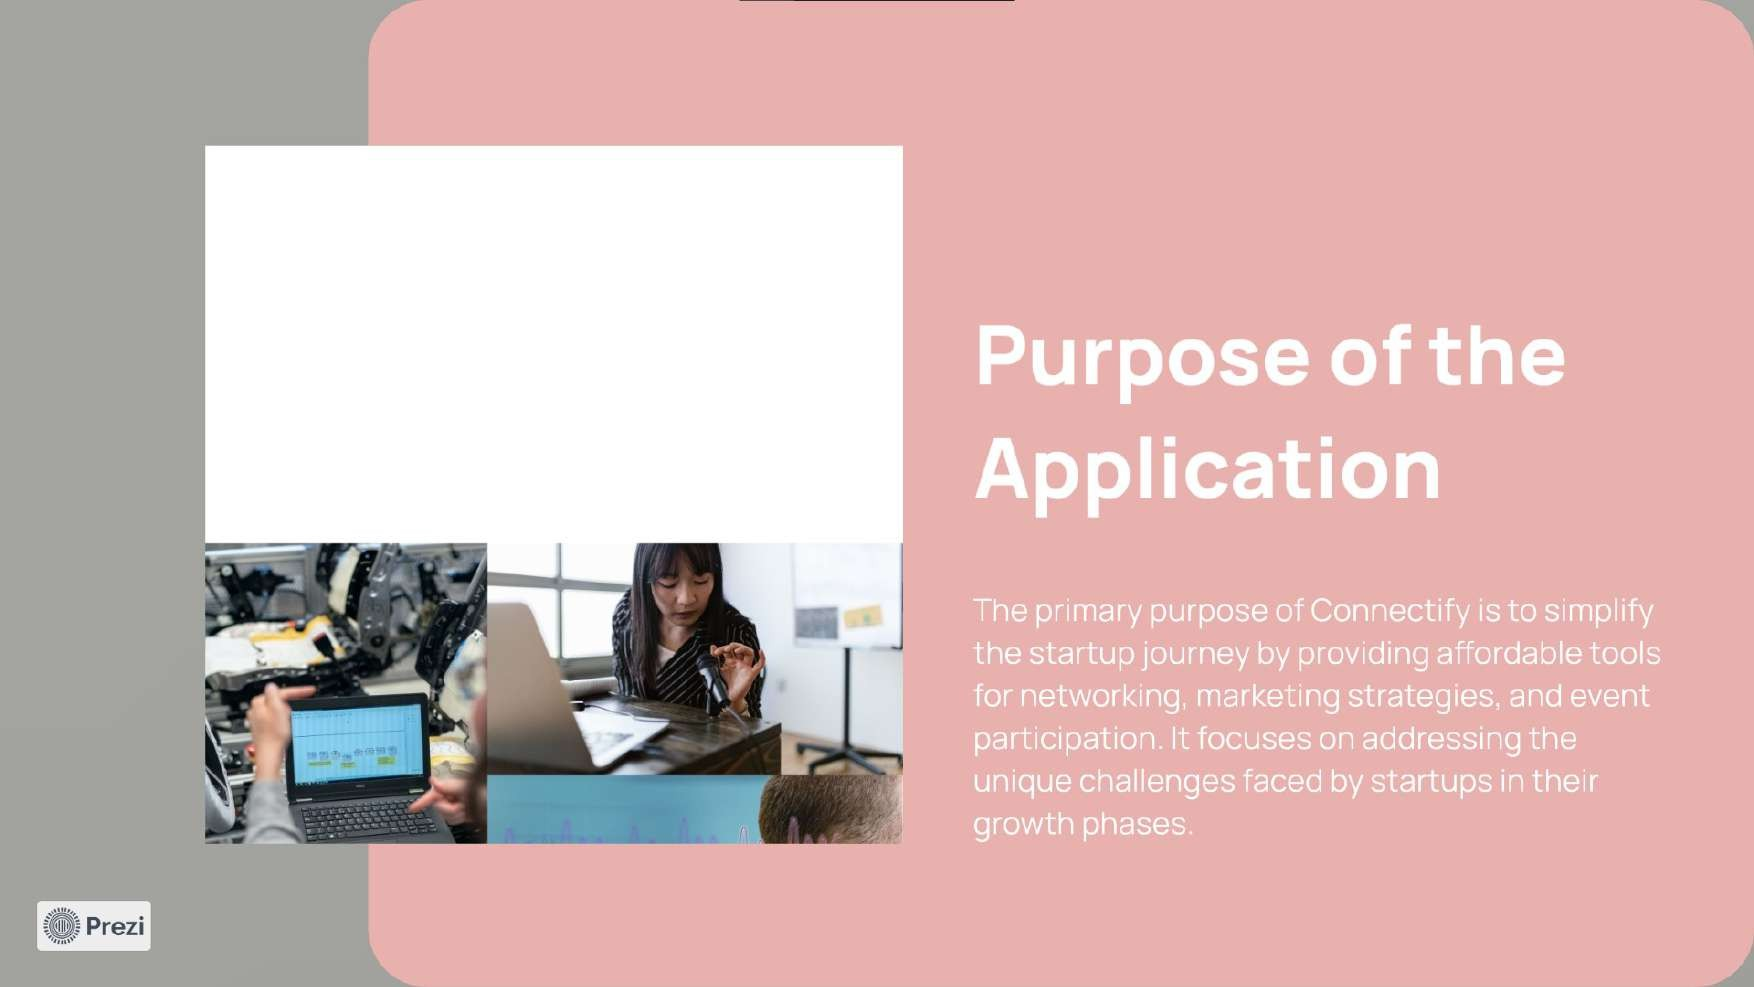 Purpose of the
Application
The primary purpose of Connectify is to simplify
the startup journey by providing affordable tools
for networking, marketing strategies, and event
participation. It focuses on addressing the
unique challenges faced by startups in their
growth phases.
Prezi